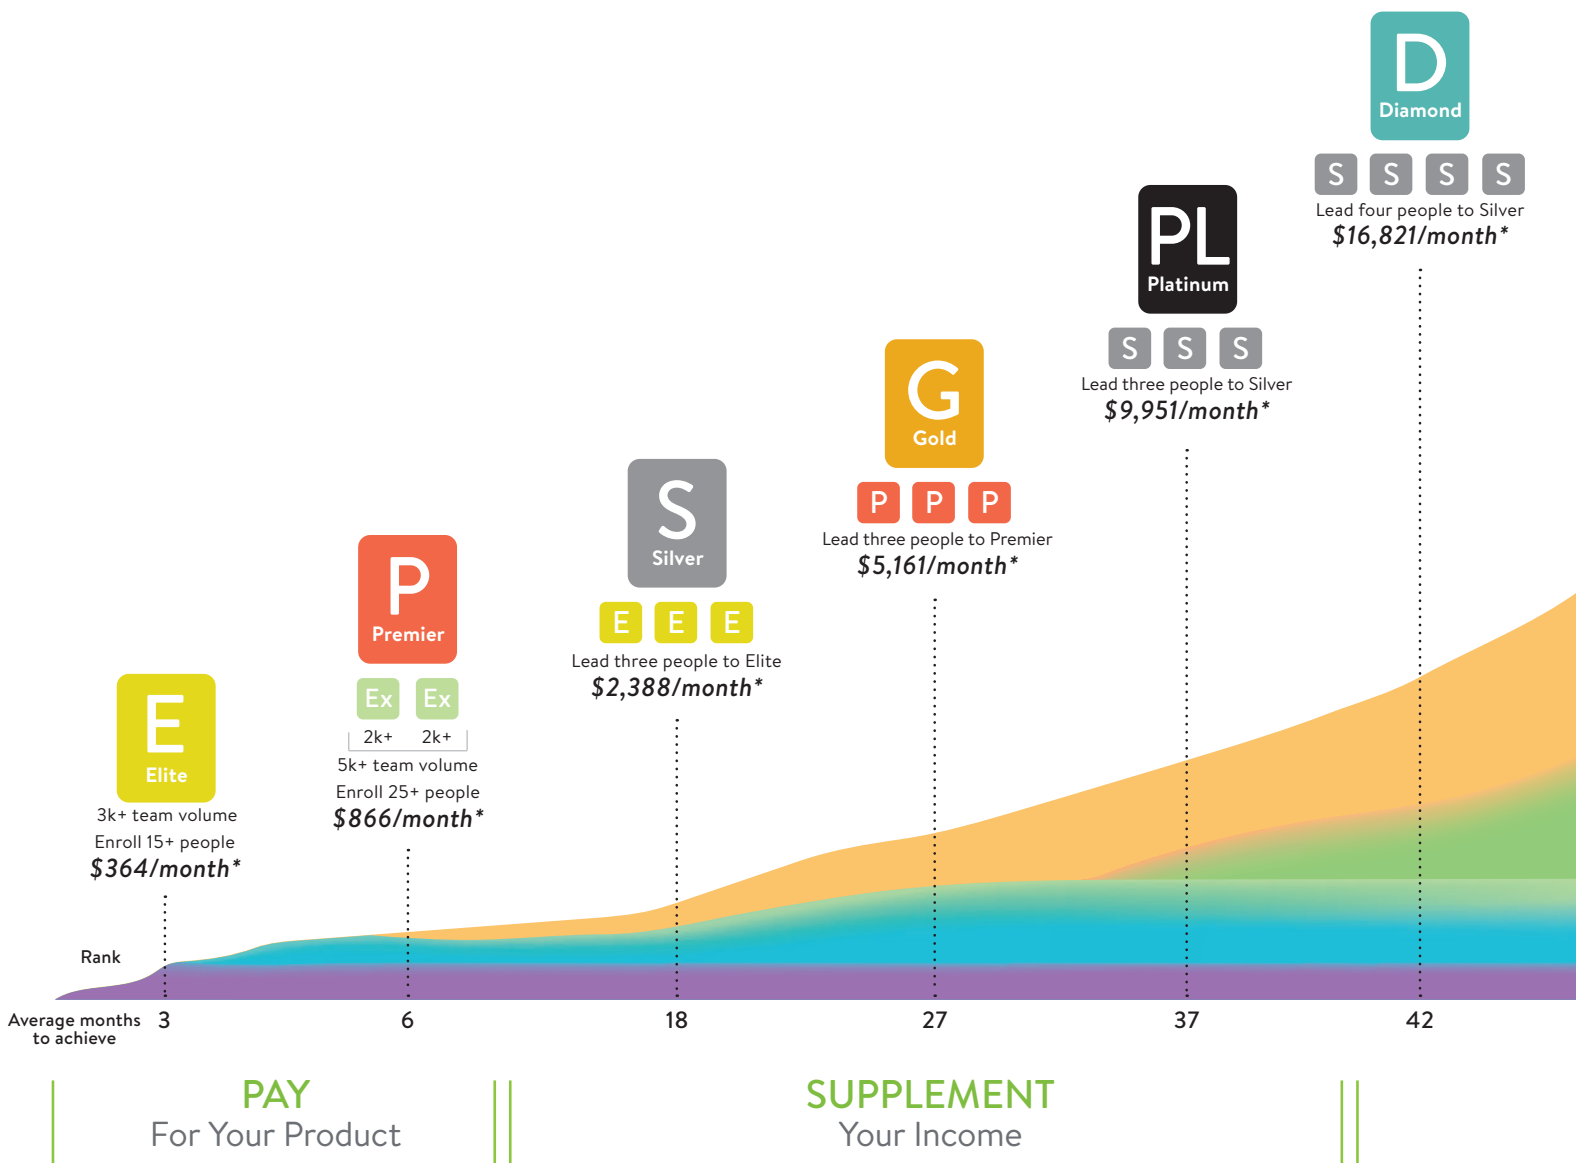 D
Diamond
S S S S
Lead four people to Silver
$16,821/month*
PL
Platinum
S S S
Lead three people to Silver
$9,951/month*
G
Gold
P P P
Lead three people to Premier
$5,161/month*
S
Silver
E E E
Lead three people to Elite
$2,388/month*
P
Premier
Ex Ex
2k+ 2k+
5k+ team volume
Enroll 25+ people
$866/month*
E
Elite
3k+ team volume
Enroll 15+ people
$364/month*
Rank
Average months
to achieve
3 6 18 27 37 42
PAY
For Your Product
SUPPLEMENT
Your Income